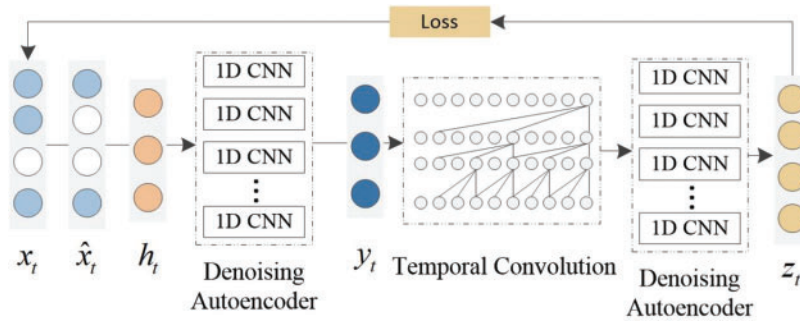 Loss
1D CNN
1D CNN
1D CNN
1D CNN
1D CNN
1D CNN
1D CNN
1D CNN
x_t
x̂_t
h_t
Denoising
Autoencoder
y_t
Temporal Convolution
Denoising
Autoencoder
z_t